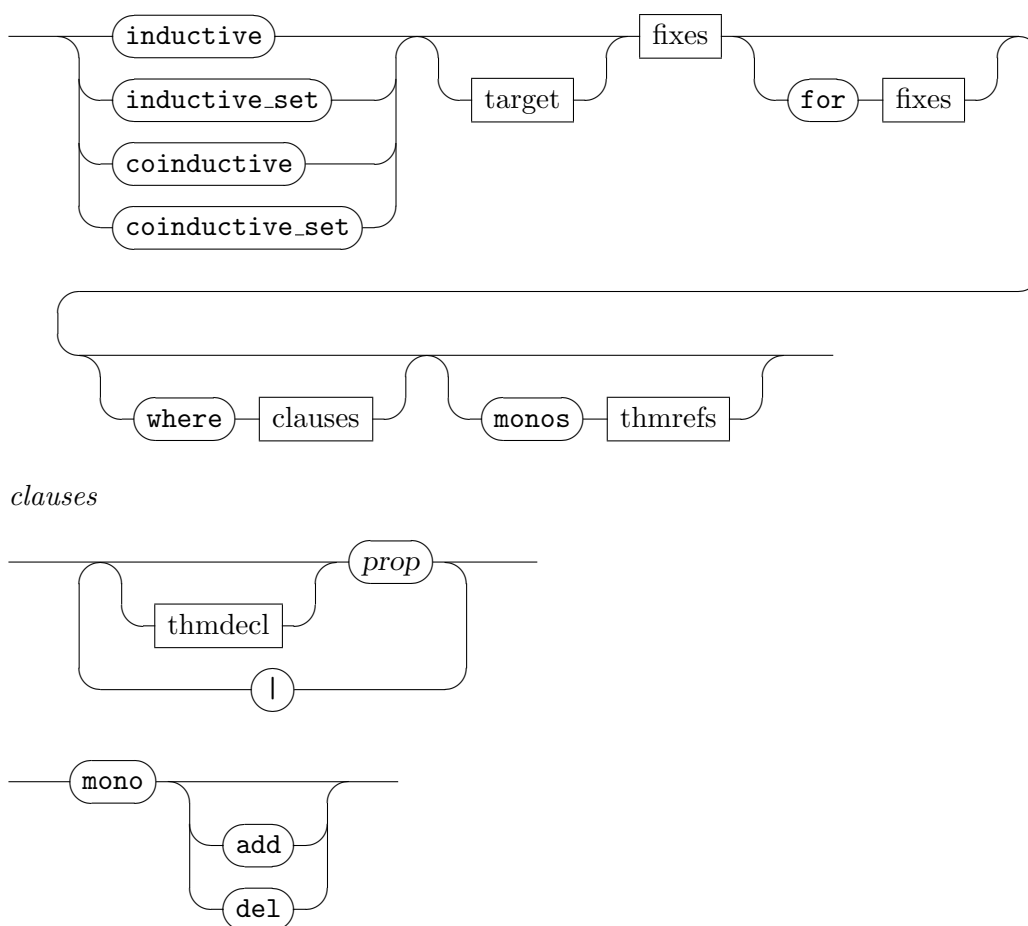 inductive fixes
inductive_set target for fixes
coinductive
coinductive_set
where clauses monos thmrefs
clauses
prop
thmdecl
|
mono
add
del